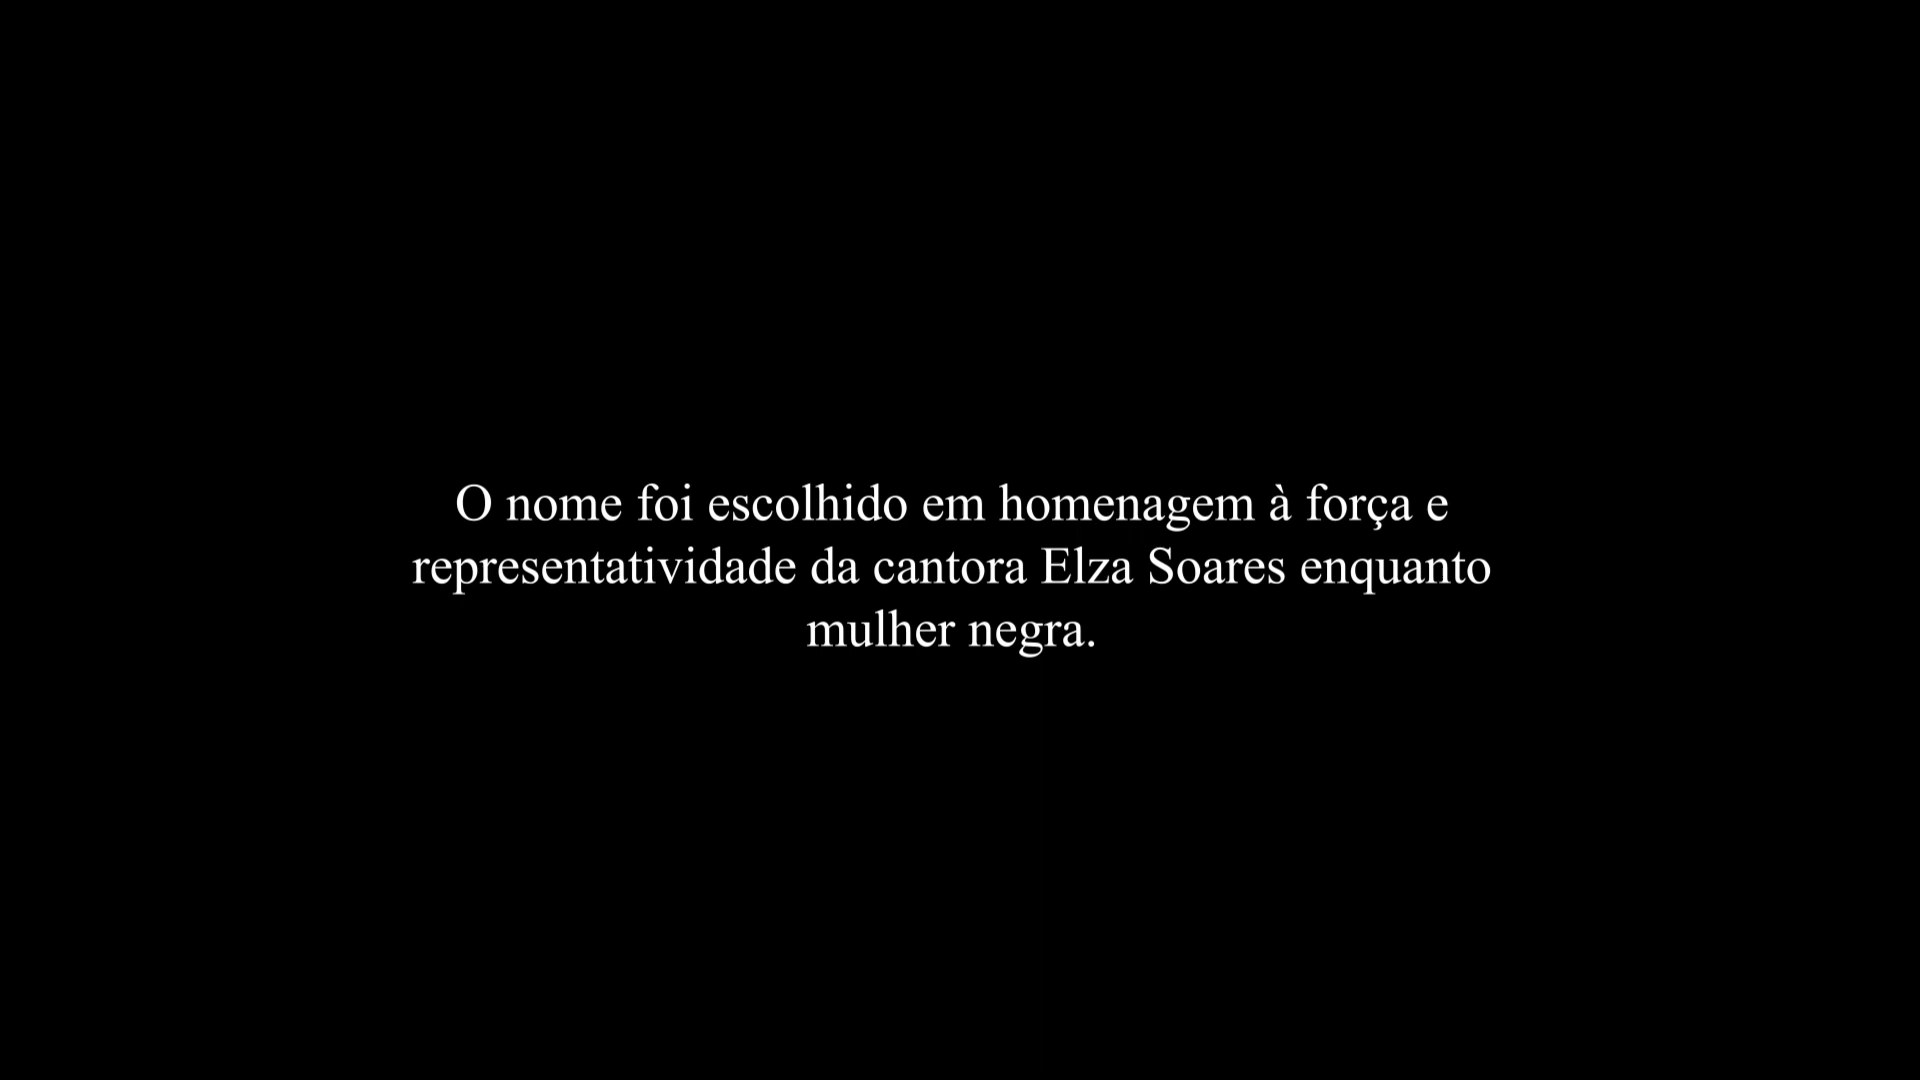 O nome foi escolhido em homenagem à força e
representatividade da cantora Elza Soares enquanto
mulher negra.